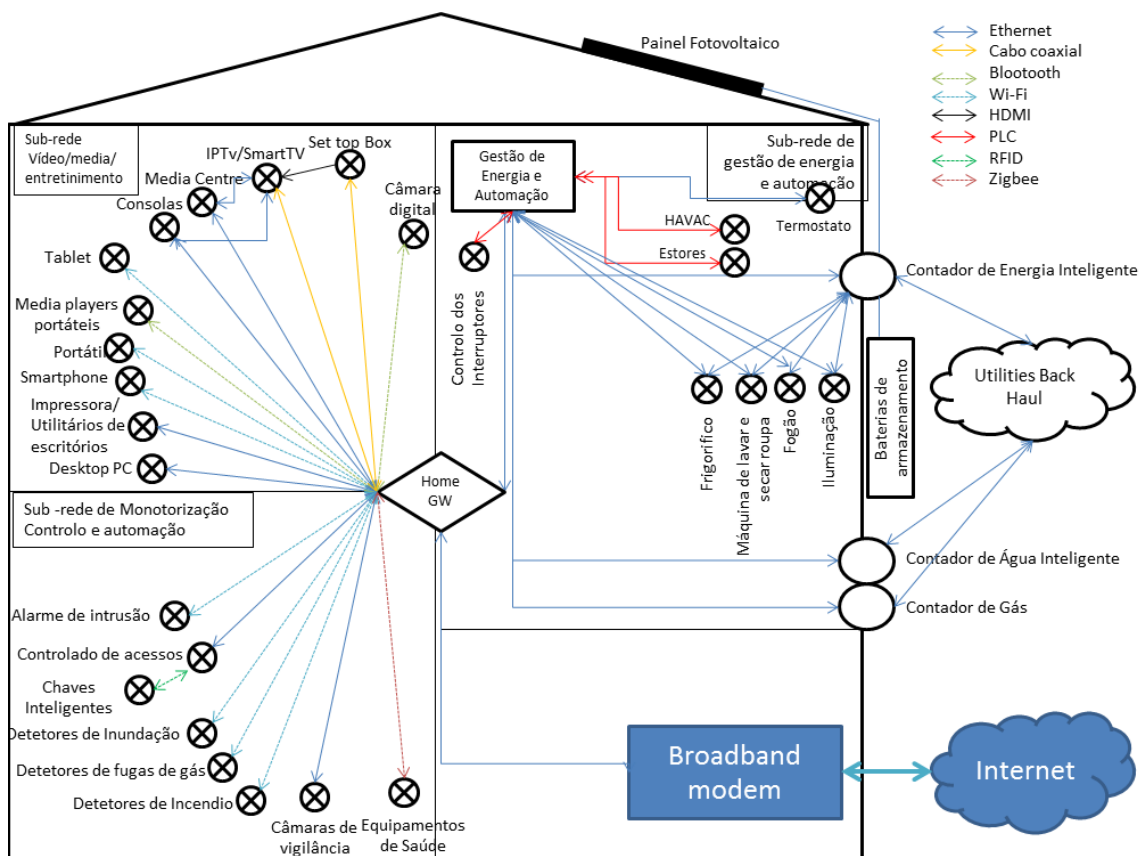 Painel Fotovoltaico
Ethernet
Cabo coaxial
Blootooth
Wi-Fi
HDMI
PLC
RFID
Zigbee
Sub-rede
Vídeo/media/
entretinimento
IPTv/SmartTV
Set top Box
Media Centre
Consolas
Câmara
digital
Tablet
Media players
portáteis
Portátil
Smartphone
Impressora/
Utilitários de
escritórios
Desktop PC
Gestão de
Energia e
Automação
Sub-rede de
gestão de energia
e automação
Termostato
HAVAC
Estores
Controlo dos
Interruptores
Contador de Energia Inteligente
Frigorífico
Máquina de lavar e
secar roupa
Fogão
Iluminação
Baterias de
armazenamento
Utilities Back
Haul
Home
GW
Sub -rede de Monotorização
Controlo e automação
Contador de Água Inteligente
Contador de Gás
Alarme de intrusão
Controlado de acessos
Chaves
Inteligentes
Detetores de Inundação
Detetores de fugas de gás
Detetores de Incendio
Câmaras de
vigilância
Equipamentos
de Saúde
Broadband
modem
Internet